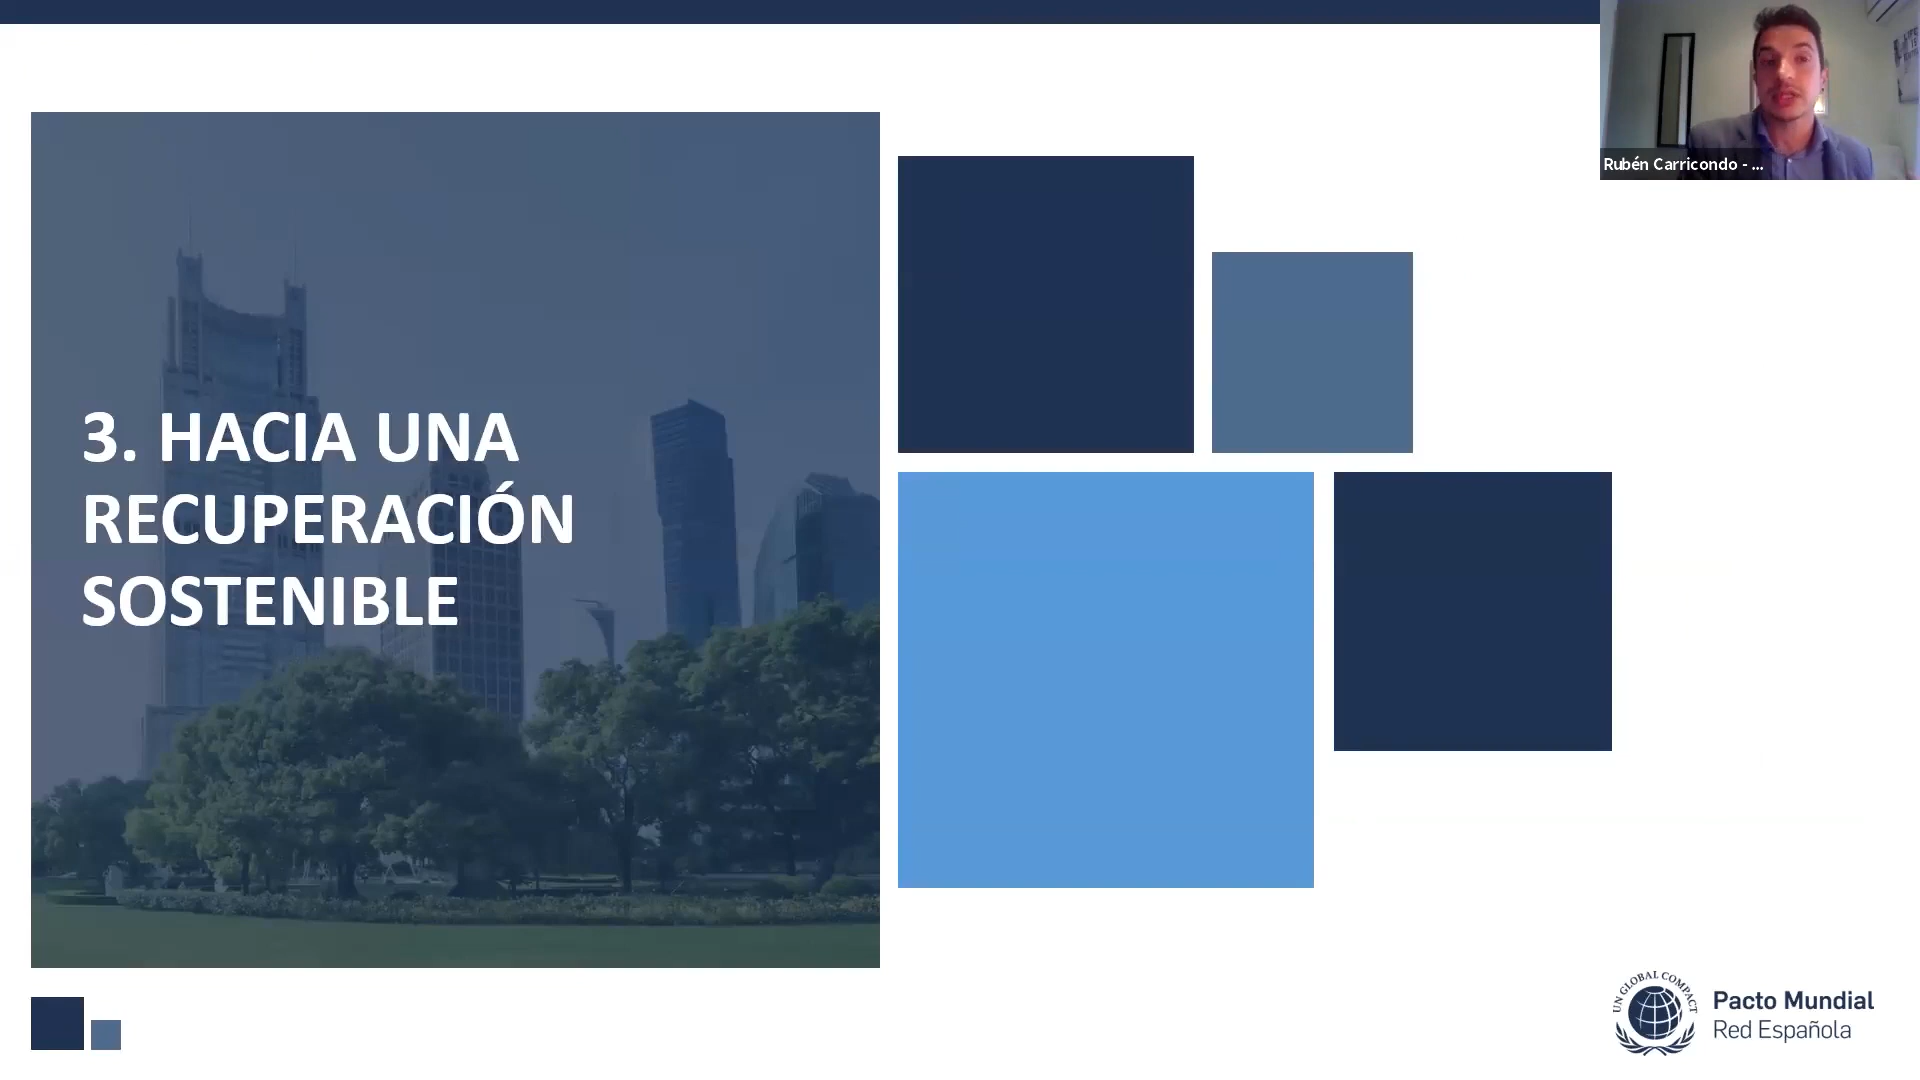 3. HACIA UNA
RECUPERACIÓN
SOSTENIBLE
Rubén Carricondo - ...
UN GLOBAL COMPACT
Pacto Mundial
Red Española